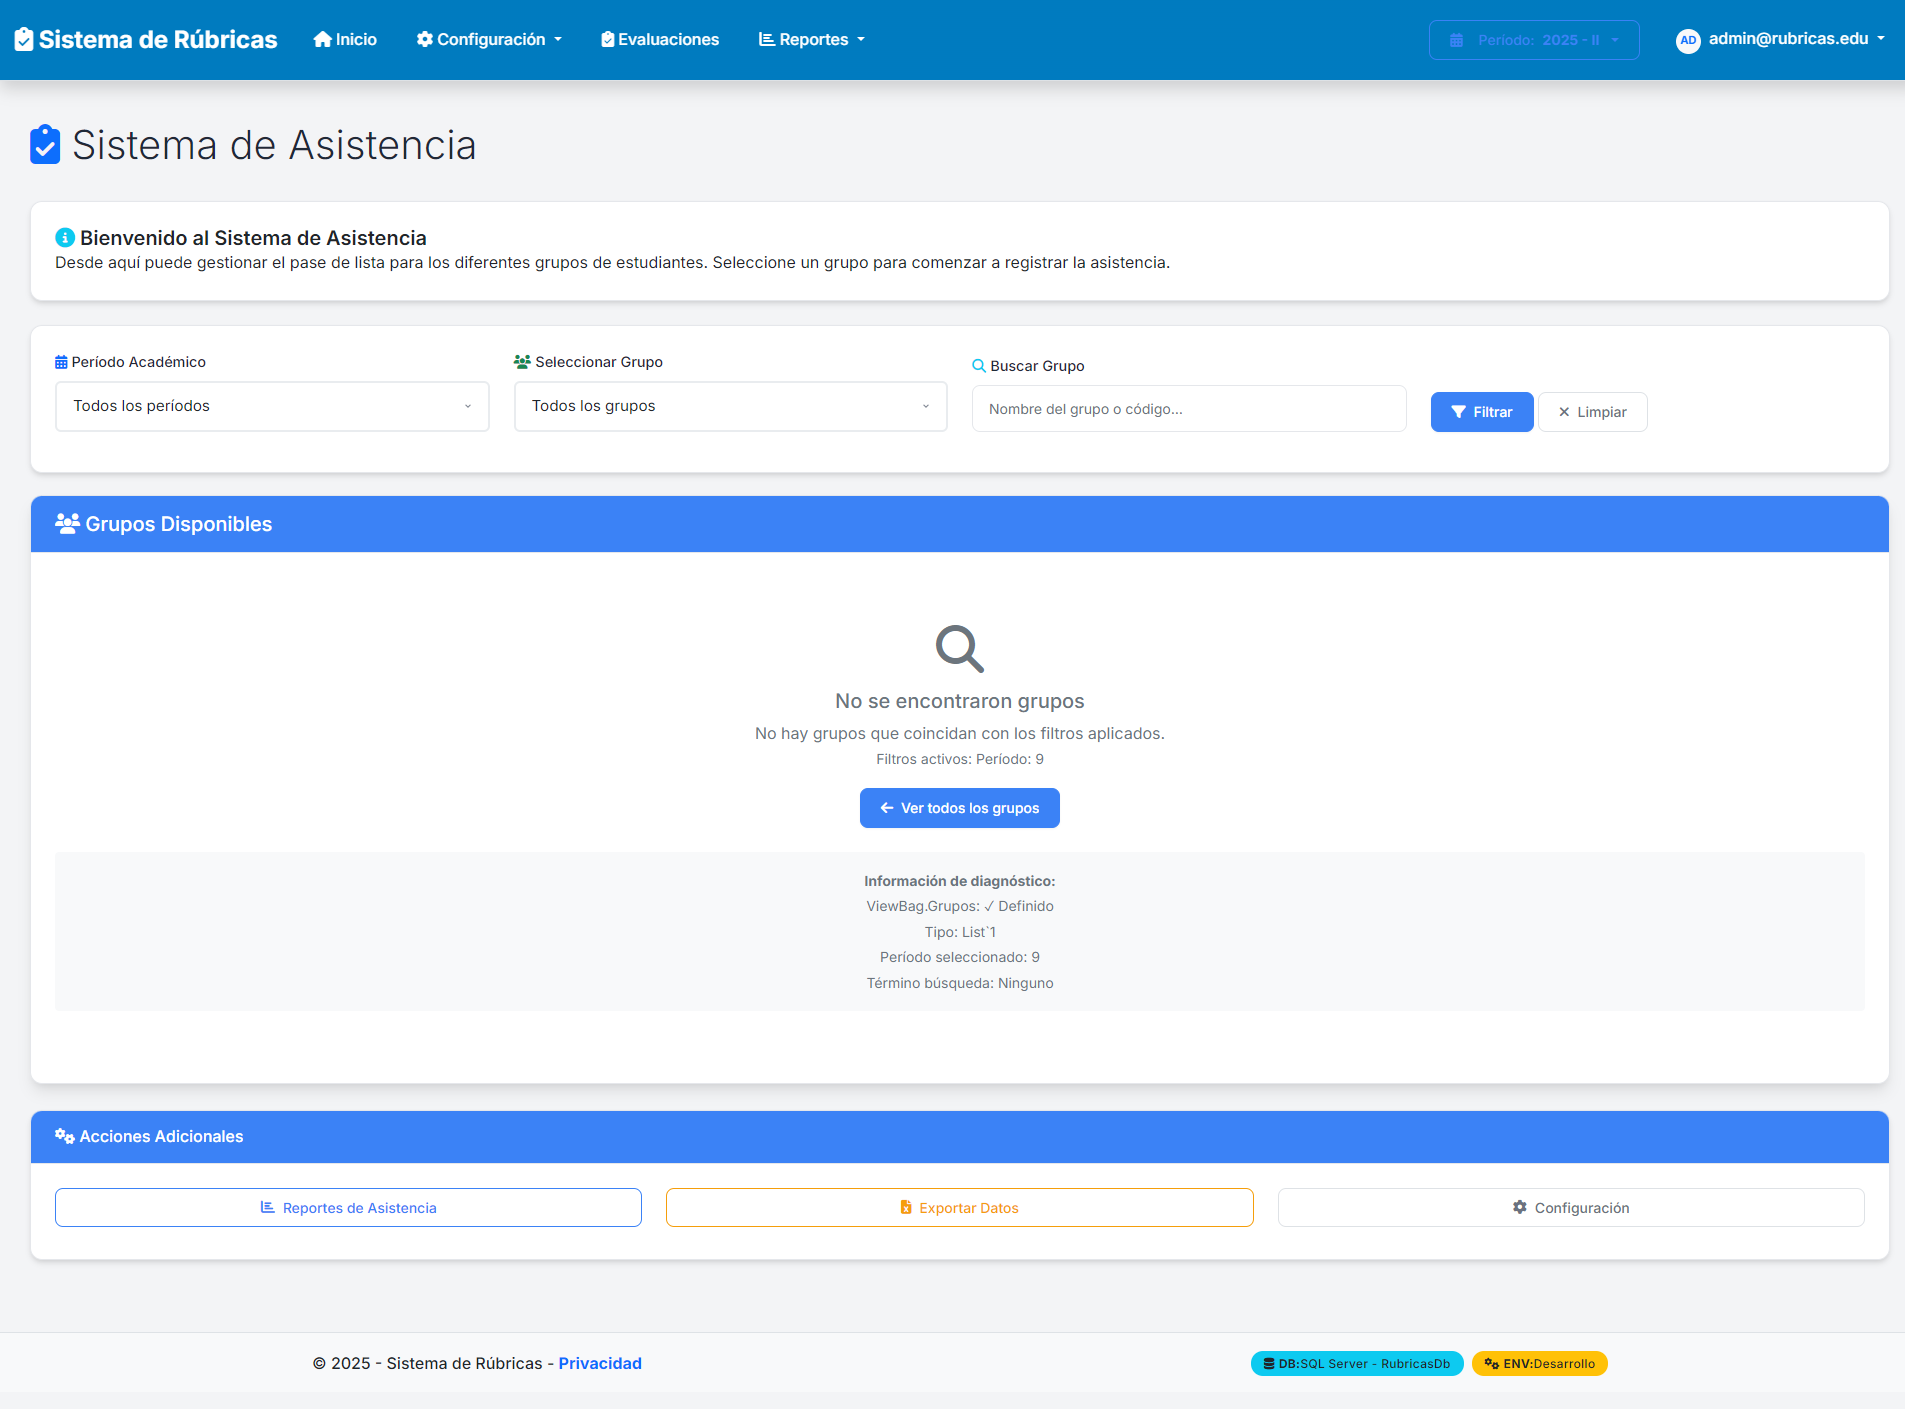 Sistema de Rúbricas
Inicio
Configuración
Evaluaciones
Reportes
Período: 2025 - II
AD
admin@rubricas.edu
Sistema de Asistencia
Bienvenido al Sistema de Asistencia
Desde aquí puede gestionar el pase de lista para los diferentes grupos de estudiantes. Seleccione un grupo para comenzar a registrar la asistencia.
Período Académico
Todos los períodos
Seleccionar Grupo
Todos los grupos
Buscar Grupo
Nombre del grupo o código...
Filtrar
Limpiar
Grupos Disponibles
No se encontraron grupos
No hay grupos que coincidan con los filtros aplicados.
Filtros activos: Período: 9
Ver todos los grupos
Información de diagnóstico:
ViewBag.Grupos: ✓ Definido
Tipo: List`1
Período seleccionado: 9
Término búsqueda: Ninguno
Acciones Adicionales
Reportes de Asistencia
Exportar Datos
Configuración
© 2025 - Sistema de Rúbricas - Privacidad
DB:SQL Server - RubricasDb
ENV:Desarrollo